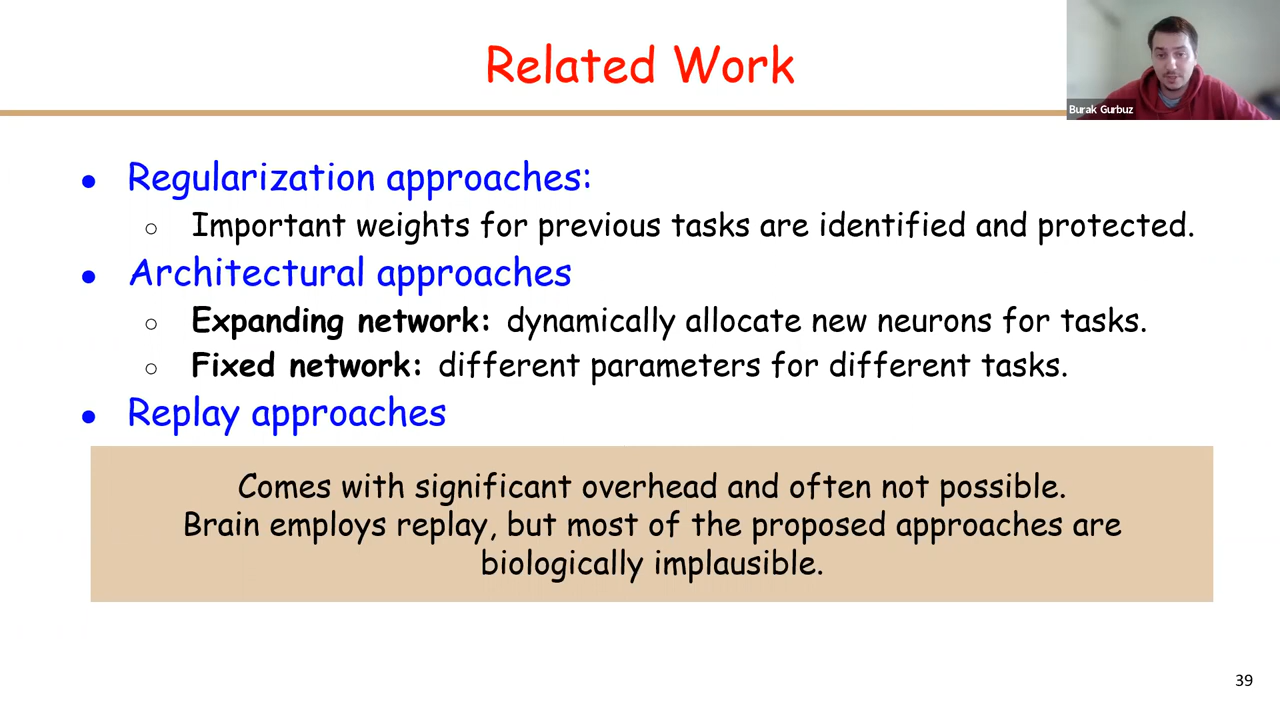 Related Work
Burak Gurbuz
● Regularization approaches:
○ Important weights for previous tasks are identified and protected.
● Architectural approaches
○ Expanding network: dynamically allocate new neurons for tasks.
○ Fixed network: different parameters for different tasks.
● Replay approaches
Comes with significant overhead and often not possible.
Brain employs replay, but most of the proposed approaches are
biologically implausible.
39